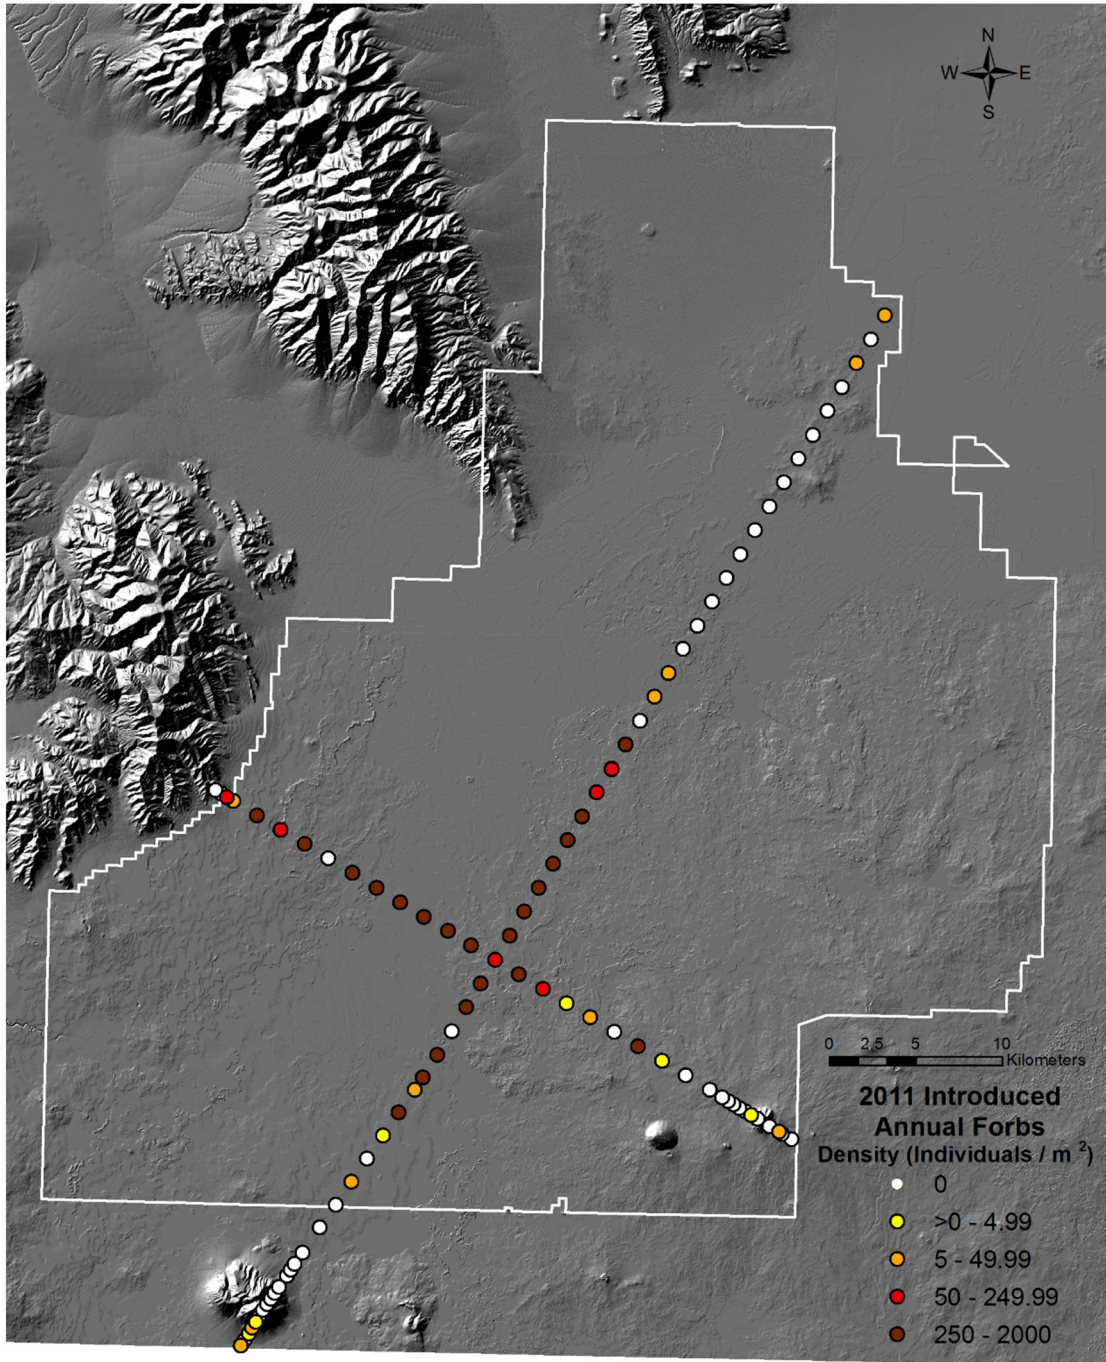 N
W E
S
0 2.5 5 10
Kilometers
2011 Introduced
Annual Forbs
Density (Individuals / m ²)
0
>0 - 4.99
5 - 49.99
50 - 249.99
250 - 2000